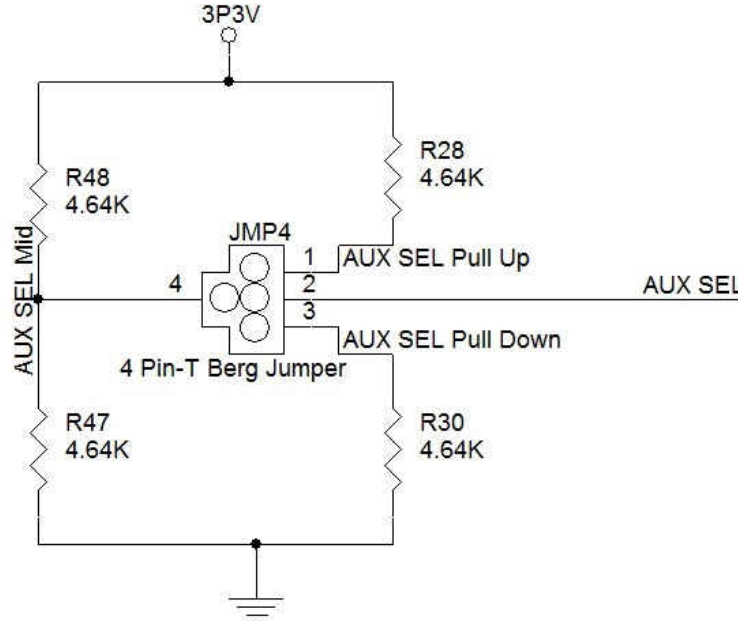 3P3V
R48
4.64K
R28
4.64K
JMP4
1
AUX SEL Pull Up
AUX SEL Mid
4
2
AUX SEL
3
AUX SEL Pull Down
4 Pin-T Berg Jumper
R47
4.64K
R30
4.64K